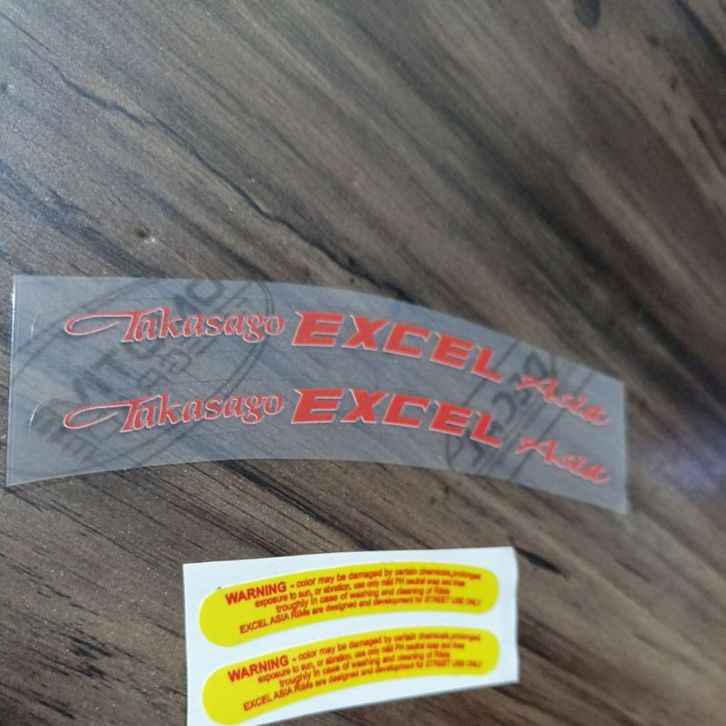 Takasago EXCEL Asia
Takasago EXCEL Asia
WARNING - color may be damaged by certain chemicals,prolonged
exposure to sun, or abration, use only mild PH neutral soap and rinse
troughly in case of washing and cleaning of RiMs
EXCEL ASIA RiMs are designed and development for STREET USE ONLY
WARNING - color may be damaged by certain chemicals,prolonged
exposure to sun, or abration, use only mild PH neutral soap and rinse
troughly in case of washing and cleaning of RiMs
EXCEL ASIA RiMs are designed and development for STREET USE ONLY